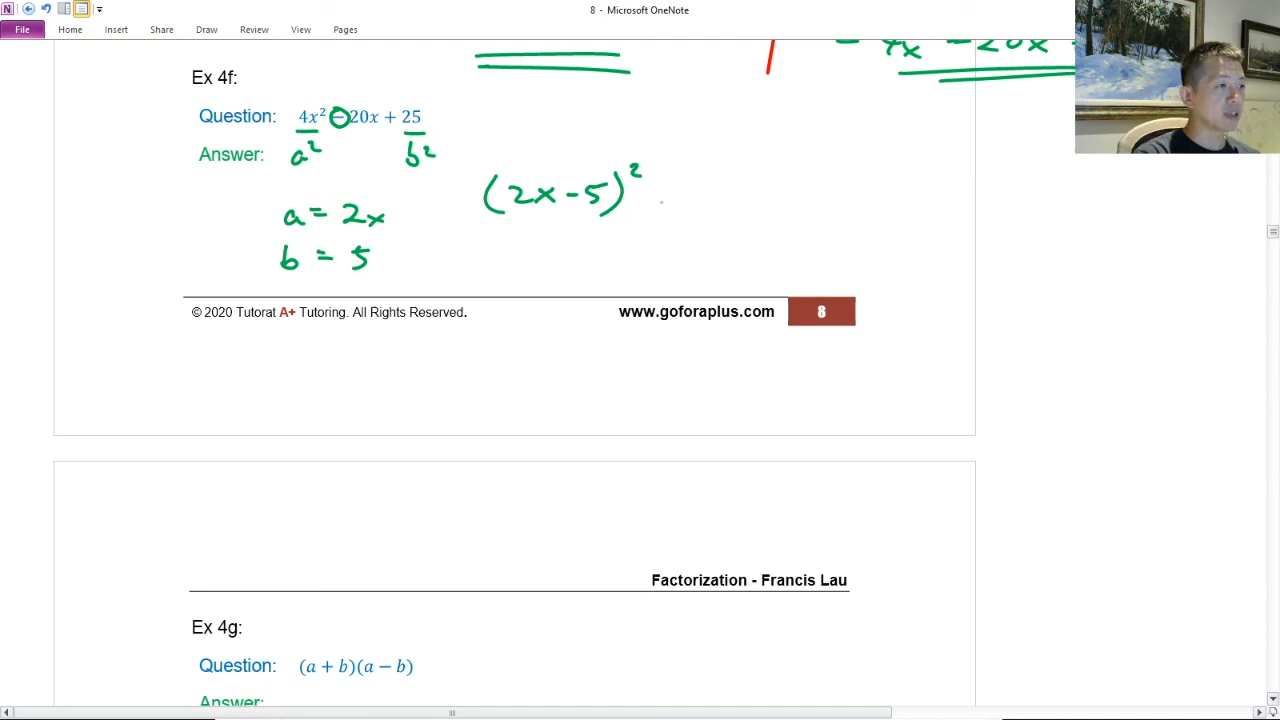 8 - Microsoft OneNote
File Home Insert Share Draw Review View Pages
- 4x - 20x
Ex 4f:
Question: 4x² − 20x + 25
Answer: a² b²
(2x - 5)²
a = 2x
b = 5
© 2020 Tutorat A+ Tutoring. All Rights Reserved. www.goforaplus.com 8
Factorization - Francis Lau
Ex 4g:
Question: (a + b)(a − b)
Answer: